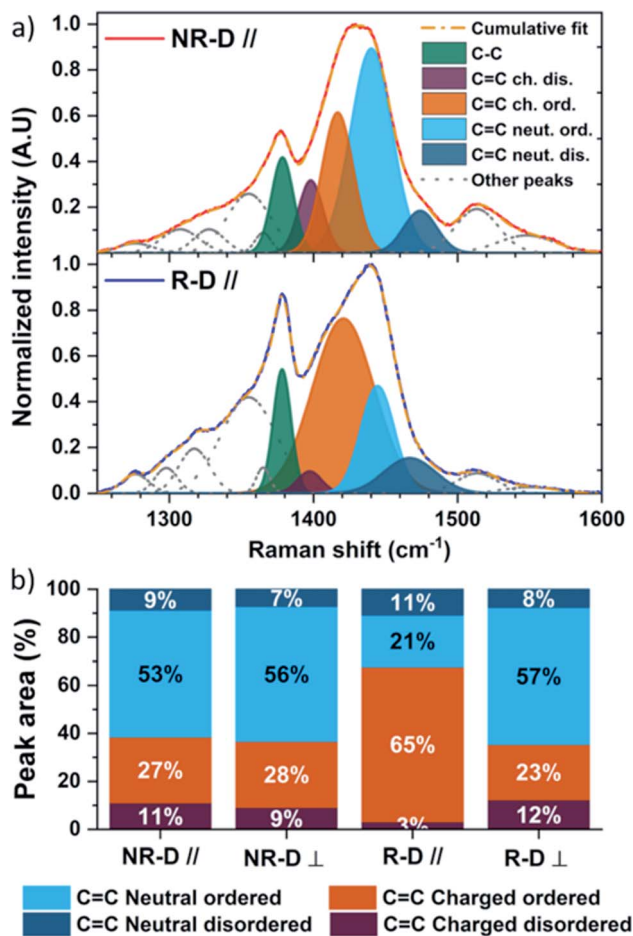 a)
NR-D //
Cumulative fit
C-C
C=C ch. dis.
C=C ch. ord.
C=C neut. ord.
C=C neut. dis.
Other peaks
1.0
0.8
0.6
0.4
0.2
R-D //
1.0
0.8
0.6
0.4
0.2
0.0
Normalized intensity (A.U)
1300 1400 1500 1600
Raman shift (cm⁻¹)
b)
Peak area (%)
100
80
60
40
20
0
9% 7% 11% 8%
53% 56% 21% 57%
27% 28% 65% 23%
11% 9% 3% 12%
NR-D // NR-D ⊥ R-D // R-D ⊥
C=C Neutral ordered C=C Charged ordered
C=C Neutral disordered C=C Charged disordered